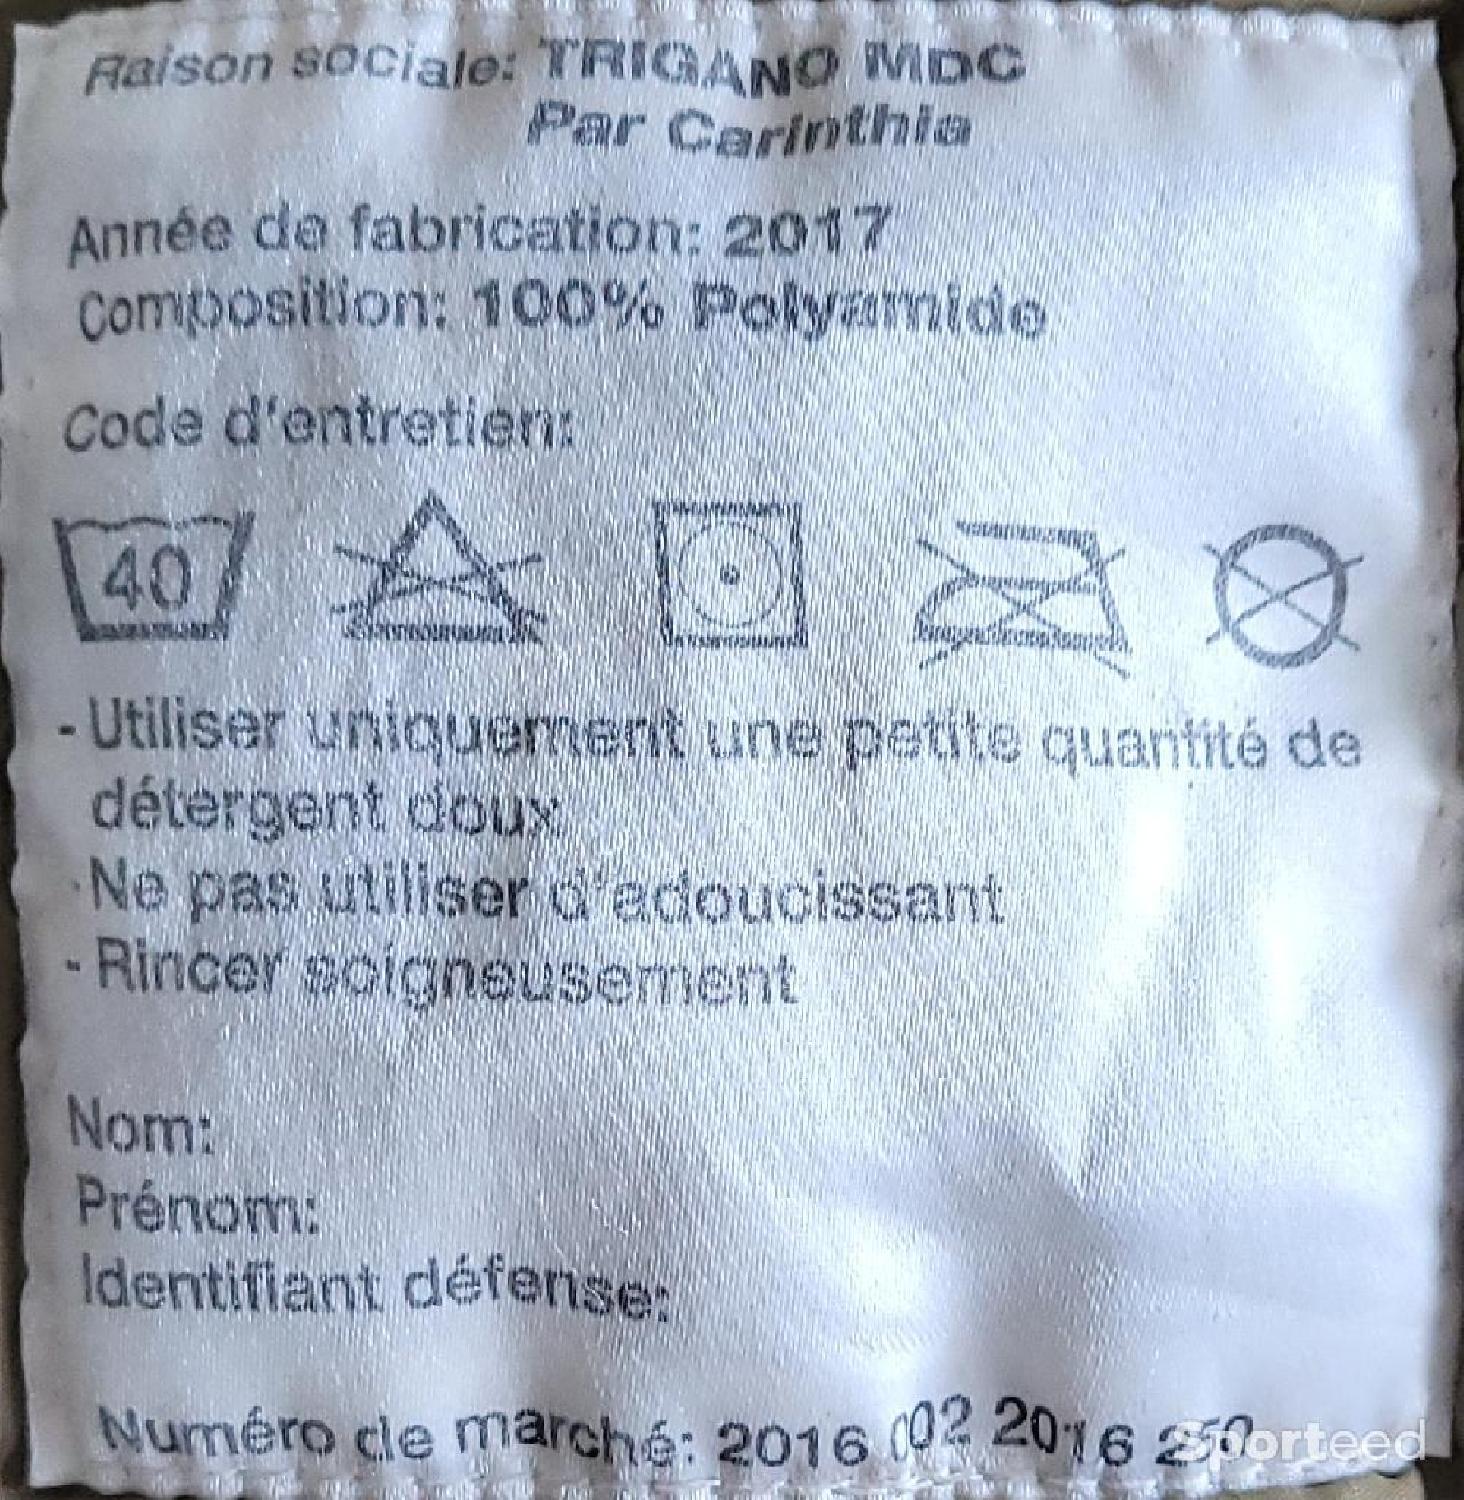 Raison sociale: TRIGANO MDC
Par Carinthia
Année de fabrication: 2017
Composition: 100% Polyamide
Code d'entretien:
40
- Utiliser uniquement une petite quantité de
détergent doux
- Ne pas utiliser d'adoucissant
- Rincer soigneusement
Nom:
Prénom:
Identifiant défense:
Numéro de marché: 2016 002 2016
Sporteed